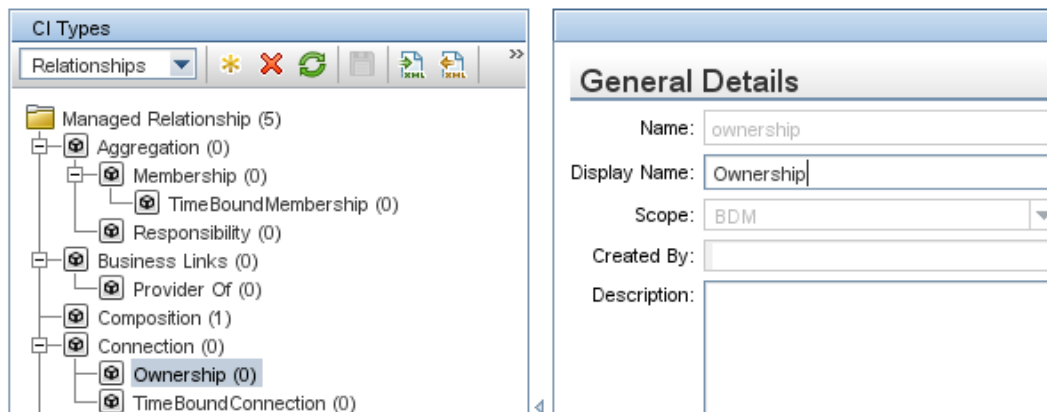 CI Types
Relationships
XML
XML
»
Managed Relationship (5)
Aggregation (0)
Membership (0)
TimeBoundMembership (0)
Responsibility (0)
Business Links (0)
Provider Of (0)
Composition (1)
Connection (0)
Ownership (0)
TimeBoundConnection (0)
General Details
Name: ownership
Display Name: Ownership
Scope: BDM
Created By:
Description: